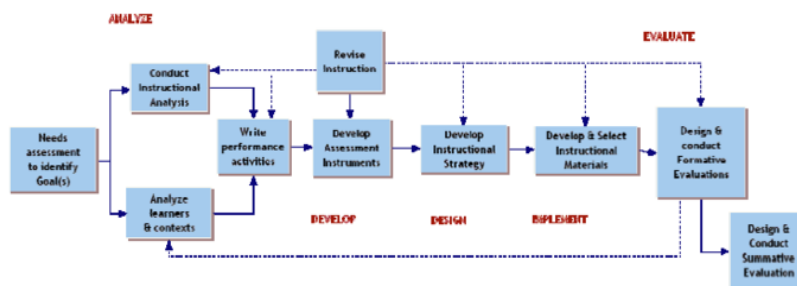 ANALYZE
EVALUATE
Revise
Instruction
Conduct
Instructional
Analysis
Needs
assessment
to identify
Goal(s)
Write
performance
activities
Develop
Assessment
Instruments
Develop
Instructional
Strategy
Develop & Select
Instructional
Materials
Design &
conduct
Formative
Evaluations
Analyze
learners
& contexts
DEVELOP
DESIGN
IMPLEMENT
Design &
Conduct
Summative
Evaluation